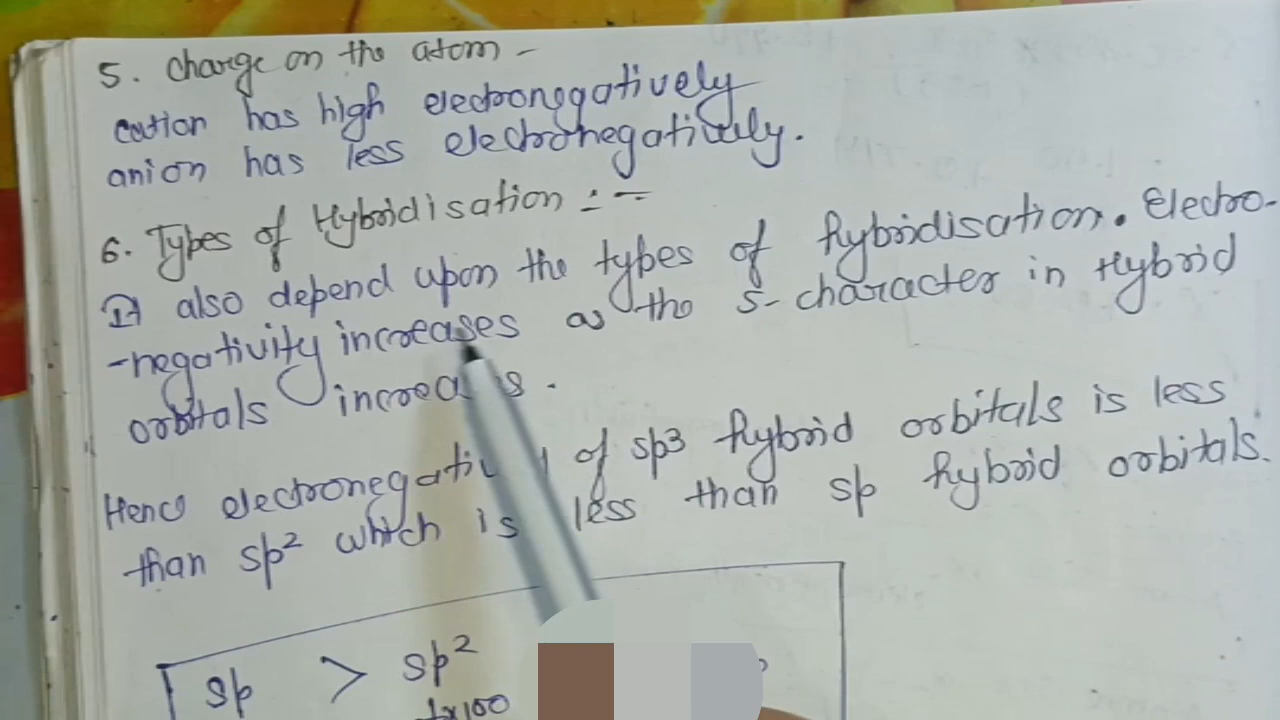 5. Charge on the atom -
cation has high electronegatively
anion has less electronegatively.
6. Types of Hybridisation :-
It also depend upon the types of hybridisation. Electro-
-negativity increases as the s-character in Hybrid
orbitals increases.
Hence of sp3 hybrid orbitals is less
than sp2 which is less than sp hybrid orbitals.
sp > sp2
1x100